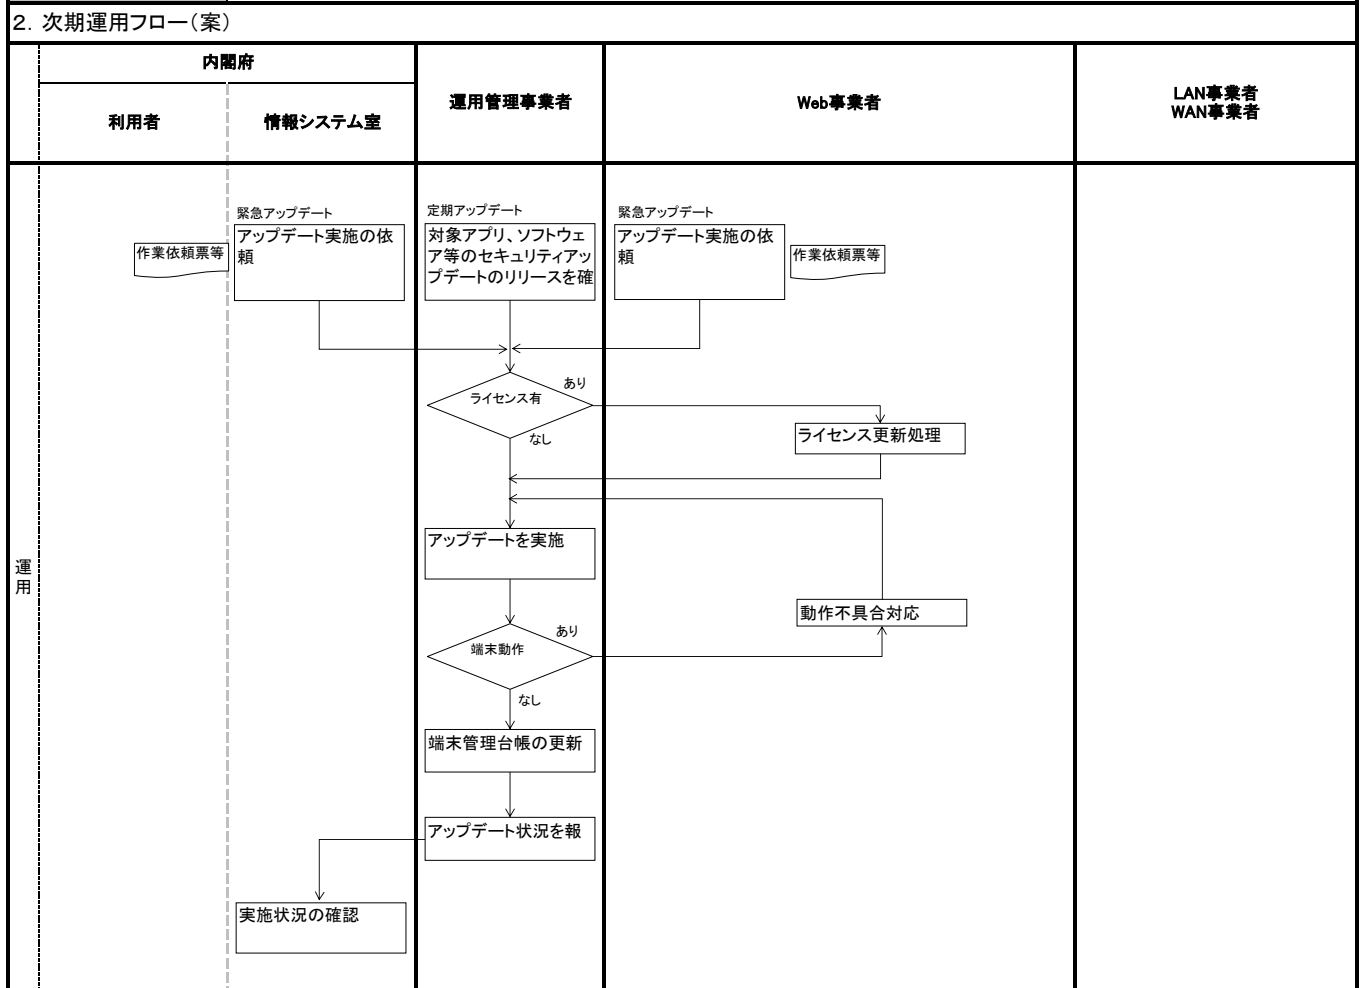 ２．次期運用フロー（案）
内閣府
利用者
情報システム室
運用管理事業者
Web事業者
LAN事業者
WAN事業者
運
用
緊急アップデート
アップデート実施の依
頼
作業依頼票等
定期アップデート
対象アプリ、ソフトウェ
ア等のセキュリティアッ
プデートのリリースを確
緊急アップデート
アップデート実施の依
頼
作業依頼票等
ライセンス有
あり
なし
ライセンス更新処理
アップデートを実施
動作不具合対応
端末動作
あり
なし
端末管理台帳の更新
アップデート状況を報
実施状況の確認